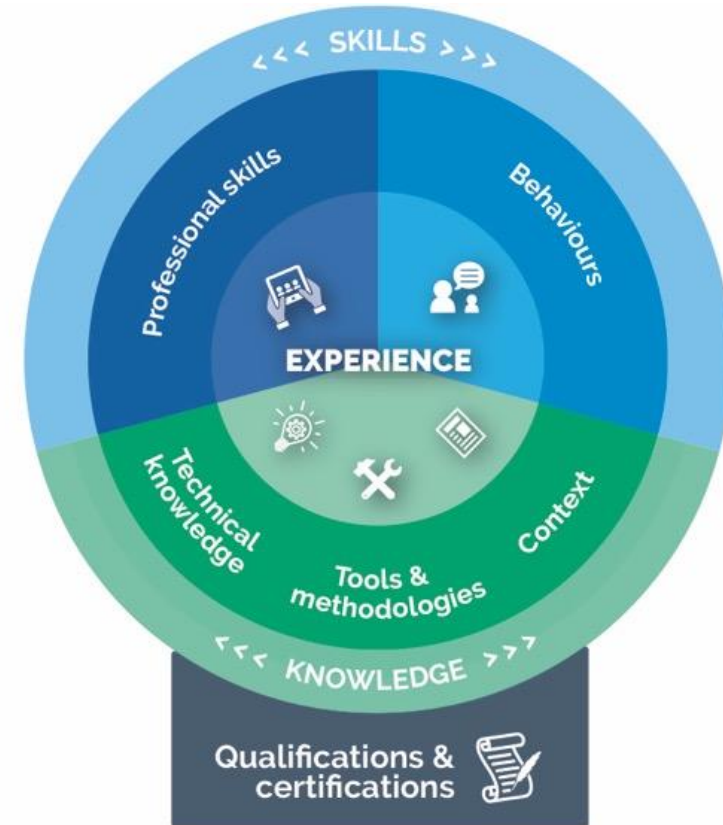 <<< SKILLS >>>
Professional skills
Behaviours
EXPERIENCE
Technical
knowledge
Tools &
methodologies
Context
<<< KNOWLEDGE >>>
Qualifications &
certifications